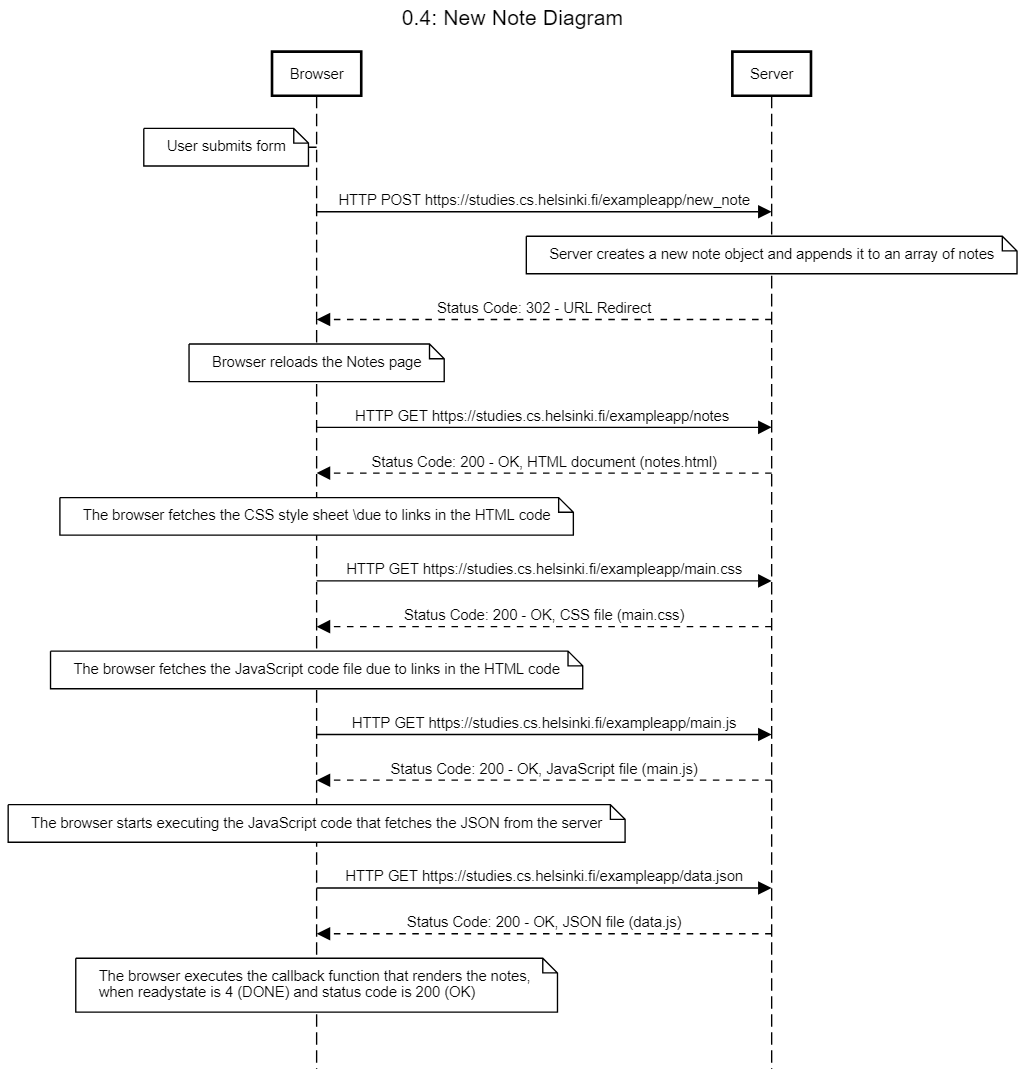 0.4: New Note Diagram
Browser
Server
User submits form
HTTP POST https://studies.cs.helsinki.fi/exampleapp/new_note
Server creates a new note object and appends it to an array of notes
Status Code: 302 - URL Redirect
Browser reloads the Notes page
HTTP GET https://studies.cs.helsinki.fi/exampleapp/notes
Status Code: 200 - OK, HTML document (notes.html)
The browser fetches the CSS style sheet \due to links in the HTML code
HTTP GET https://studies.cs.helsinki.fi/exampleapp/main.css
Status Code: 200 - OK, CSS file (main.css)
The browser fetches the JavaScript code file due to links in the HTML code
HTTP GET https://studies.cs.helsinki.fi/exampleapp/main.js
Status Code: 200 - OK, JavaScript file (main.js)
The browser starts executing the JavaScript code that fetches the JSON from the server
HTTP GET https://studies.cs.helsinki.fi/exampleapp/data.json
Status Code: 200 - OK, JSON file (data.js)
The browser executes the callback function that renders the notes,
when readystate is 4 (DONE) and status code is 200 (OK)